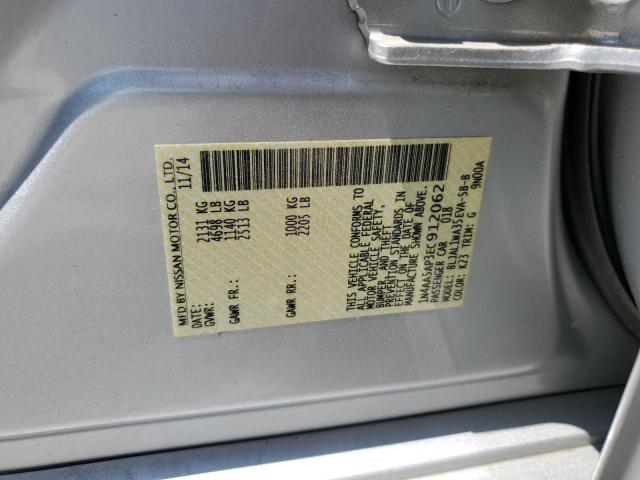 MFD BY NISSAN MOTOR CO., LTD.
DATE: 11/14
GVWR: 2131 KG
4698 LB
GAWR FR.: 1140 KG
2513 LB
GAWR RR.: 1000 KG
2205 LB
THIS VEHICLE CONFORMS TO
ALL APPLICABLE FEDERAL
MOTOR VEHICLE SAFETY,
BUMPER, AND THEFT
PREVENTION STANDARDS IN
EFFECT ON THE DATE OF
MANUFACTURE SHOWN ABOVE.
1N4AA5AP3EC912062
PASSENGER CAR 018
MODEL: BLJALLWA35EVA-SB-B
COLOR: K23 TRIM: G 9N00A